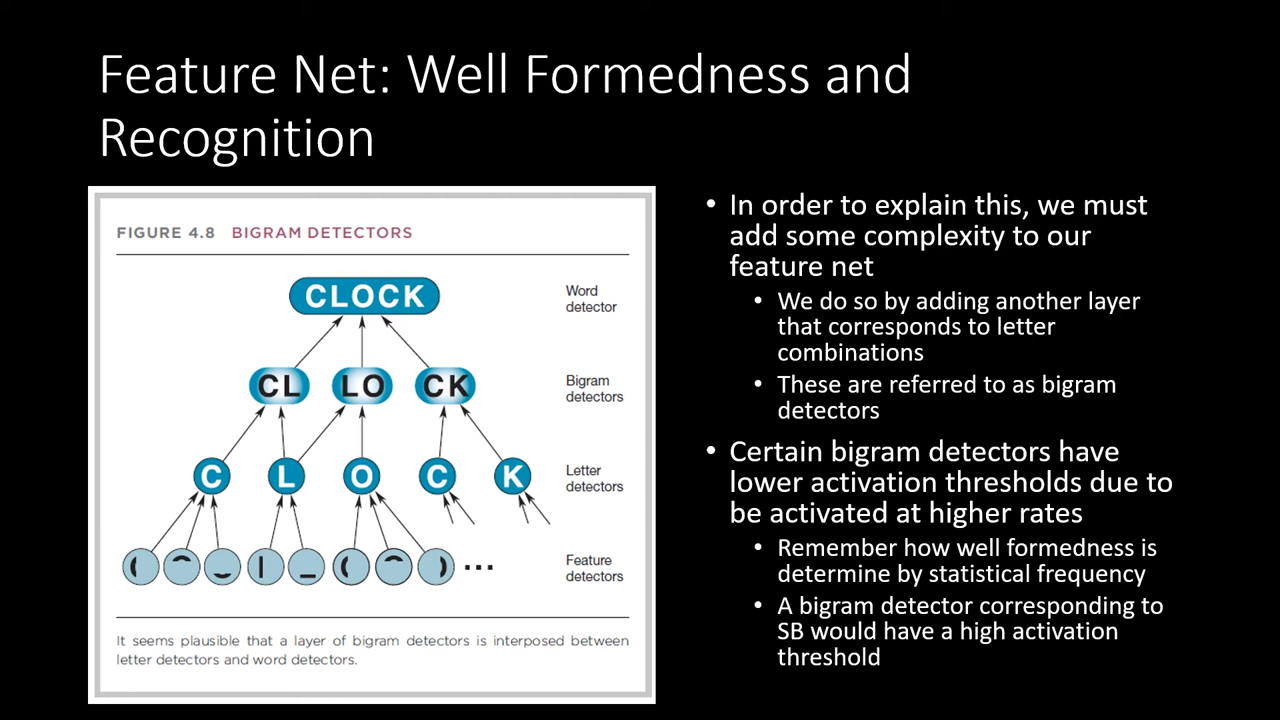 Feature Net: Well Formedness and
Recognition
FIGURE 4.8 BIGRAM DETECTORS
CLOCK
Word
detector
CL LO CK
Bigram
detectors
C L O C K
Letter
detectors
...
Feature
detectors
It seems plausible that a layer of bigram detectors is interposed between
letter detectors and word detectors.
• In order to explain this, we must
add some complexity to our
feature net
• We do so by adding another layer
that corresponds to letter
combinations
• These are referred to as bigram
detectors
• Certain bigram detectors have
lower activation thresholds due to
be activated at higher rates
• Remember how well formedness is
determine by statistical frequency
• A bigram detector corresponding to
SB would have a high activation
threshold